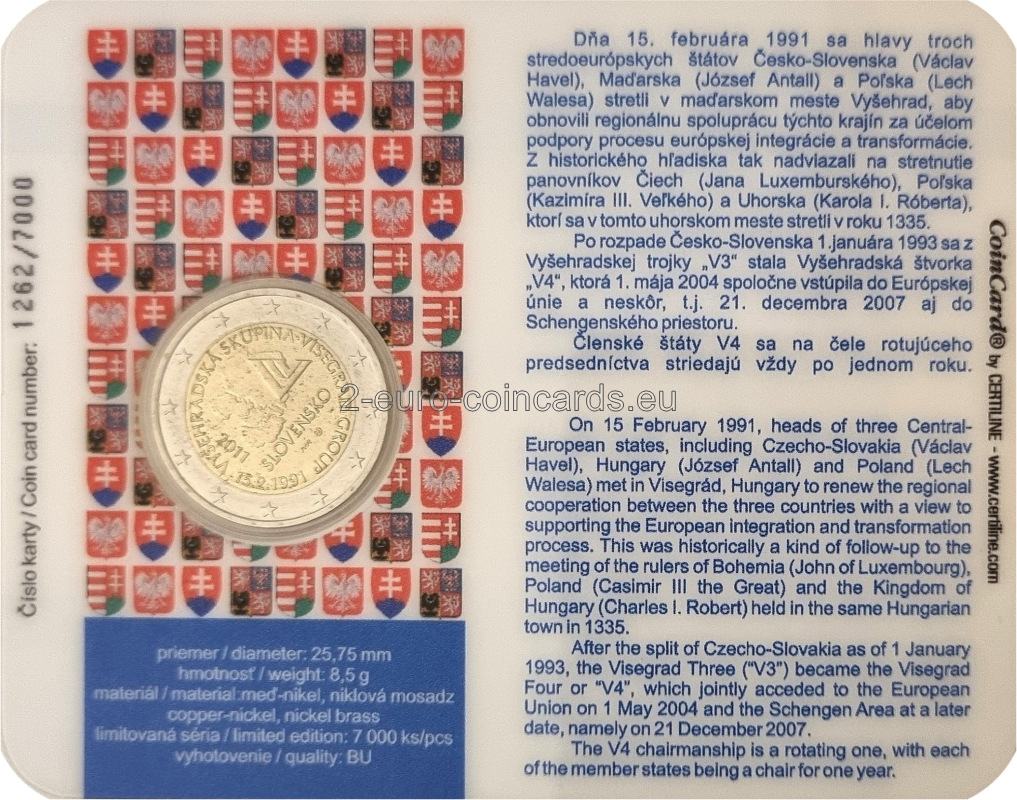 Dňa 15. februára 1991 sa hlavy troch
stredoeurópskych štátov Česko-Slovenska (Václav
Havel), Maďarska (József Antall) a Poľska (Lech
Walesa) stretli v maďarskom meste Vyšehrad, aby
obnovili regionálnu spoluprácu týchto krajín za účelom
podpory procesu európskej integrácie a transformácie.
Z historického hľadiska tak nadviazali na stretnutie
panovníkov Čiech (Jana Luxemburského), Poľska
(Kazimíra III. Veľkého) a Uhorska (Karola I. Róberta),
ktorí sa v tomto uhorskom meste stretli v roku 1335.
Po rozpade Česko-Slovenska 1.januára 1993 sa z
Vyšehradskej trojky „V3" stala Vyšehradská štvorka
„V4", ktorá 1. mája 2004 spoločne vstúpila do Európskej
únie a neskôr, t.j. 21. decembra 2007 aj do
Schengenského priestoru.
Členské štáty V4 sa na čele rotujúceho
predsedníctva striedajú vždy po jednom roku.
On 15 February 1991, heads of three Central-
European states, including Czecho-Slovakia (Václav
Havel), Hungary (József Antall) and Poland (Lech
Walesa) met in Visegrád, Hungary to renew the regional
cooperation between the three countries with a view to
supporting the European integration and transformation
process. This was historically a kind of follow-up to the
meeting of the rulers of Bohemia (John of Luxembourg),
Poland (Casimir III the Great) and the Kingdom of
Hungary (Charles I. Robert) held in the same Hungarian
town in 1335.
After the split of Czecho-Slovakia as of 1 January
1993, the Visegrad Three ("V3") became the Visegrad
Four or "V4", which jointly acceded to the European
Union on 1 May 2004 and the Schengen Area at a later
date, namely on 21 December 2007.
The V4 chairmanship is a rotating one, with each
of the member states being a chair for one year.
Číslo karty / Coin card number: 1262/7000
VYŠEHRADSKÁ SKUPINA · VISEGRAD GROUP
2011
SLOVENSKO
15.2.1991
2-euro-coincards.eu
priemer / diameter: 25,75 mm
hmotnosť / weight: 8,5 g
materiál / material:meď-nikel, niklová mosadz
copper-nickel, nickel brass
limitovaná séria / limited edition: 7 000 ks/pcs
vyhotovenie / quality: BU
CoinCard® by CERTILINE - www.certiline.com